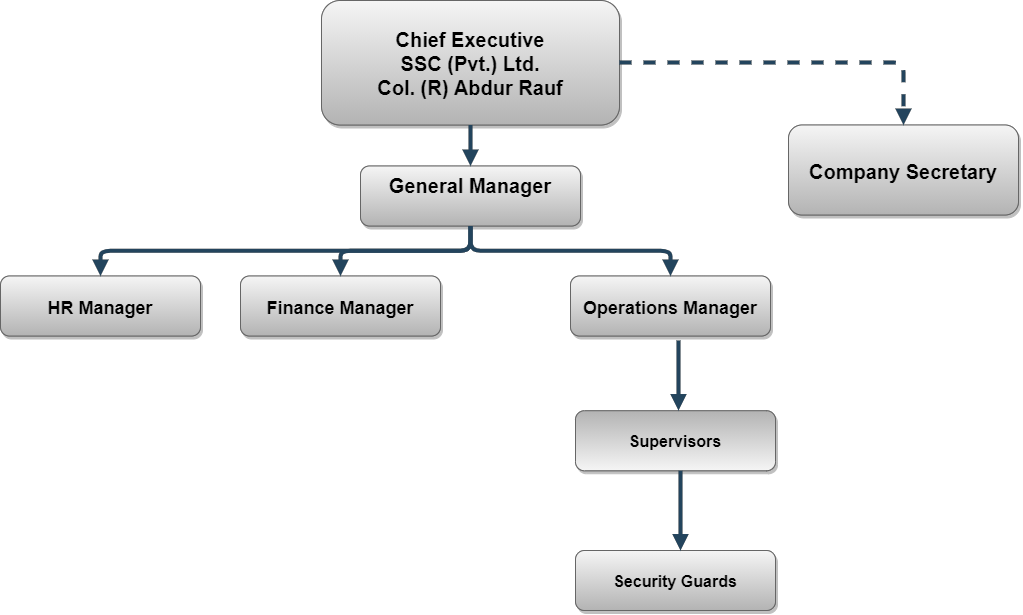 Chief Executive
SSC (Pvt.) Ltd.
Col. (R) Abdur Rauf
Company Secretary
General Manager
HR Manager
Finance Manager
Operations Manager
Supervisors
Security Guards